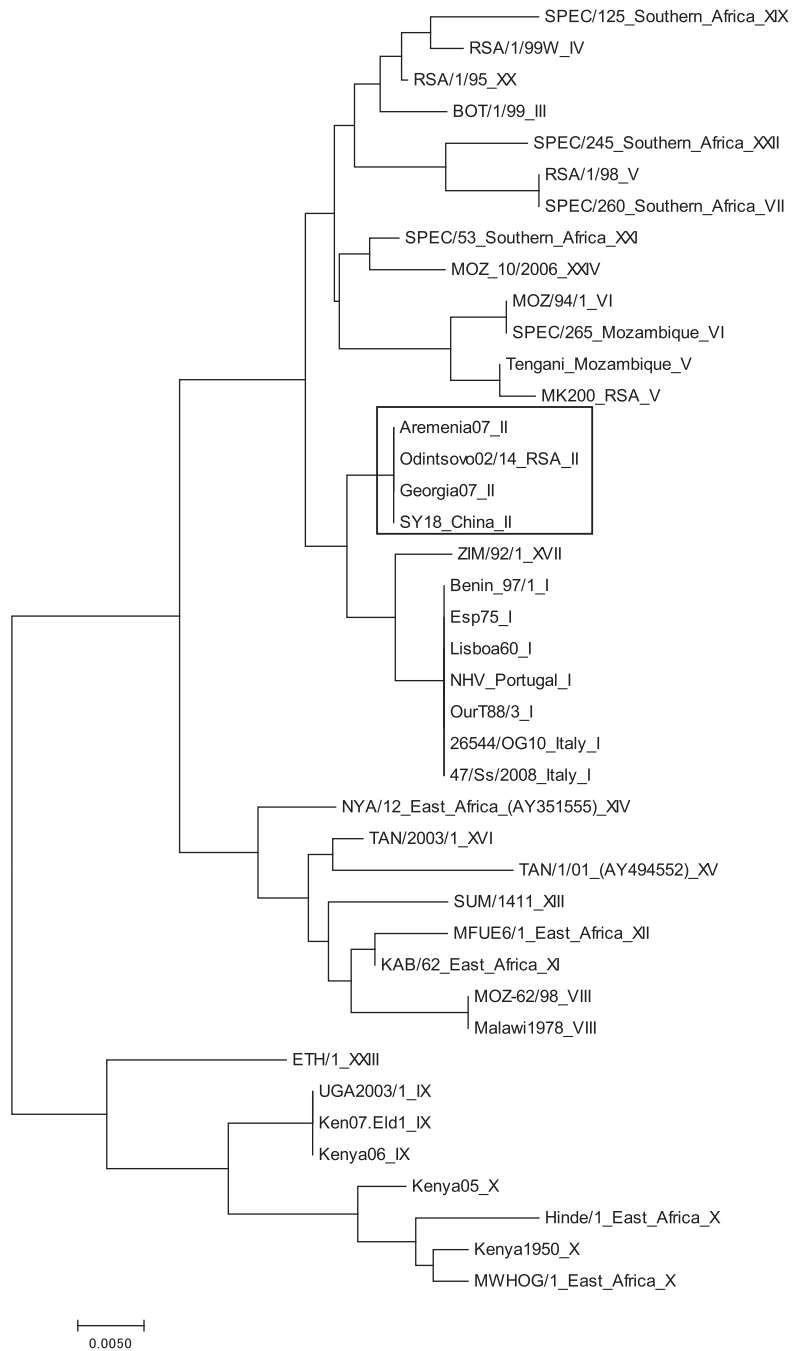 SPEC/125_Southern_Africa_XIX
RSA/1/99W_IV
RSA/1/95_XX
BOT/1/99_III
SPEC/245_Southern_Africa_XXII
RSA/1/98_V
SPEC/260_Southern_Africa_VII
SPEC/53_Southern_Africa_XXI
MOZ_10/2006_XXIV
MOZ/94/1_VI
SPEC/265_Mozambique_VI
Tengani_Mozambique_V
MK200_RSA_V
Aremenia07_II
Odintsovo02/14_RSA_II
Georgia07_II
SY18_China_II
ZIM/92/1_XVII
Benin_97/1_I
Esp75_I
Lisboa60_I
NHV_Portugal_I
OurT88/3_I
26544/OG10_Italy_I
47/Ss/2008_Italy_I
NYA/12_East_Africa_(AY351555)_XIV
TAN/2003/1_XVI
TAN/1/01_(AY494552)_XV
SUM/1411_XIII
MFUE6/1_East_Africa_XII
KAB/62_East_Africa_XI
MOZ-62/98_VIII
Malawi1978_VIII
ETH/1_XXIII
UGA2003/1_IX
Ken07.Eld1_IX
Kenya06_IX
Kenya05_X
Hinde/1_East_Africa_X
Kenya1950_X
MWHOG/1_East_Africa_X
0.0050